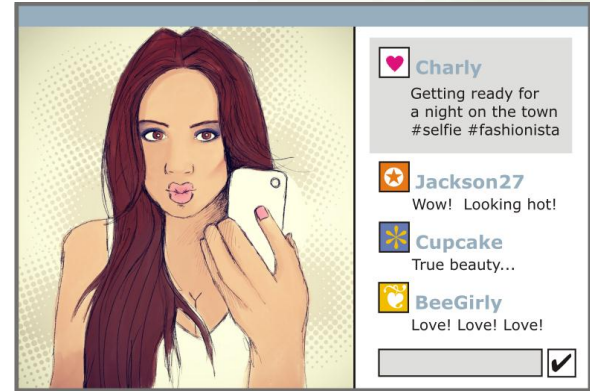 Charly
Getting ready for
a night on the town
#selfie #fashionista
Jackson27
Wow! Looking hot!
Cupcake
True beauty...
BeeGirly
Love! Love! Love!